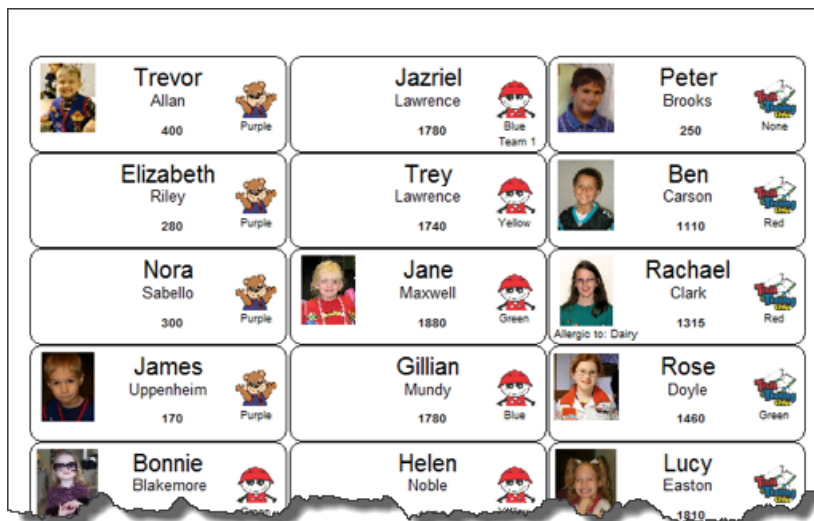 Trevor
Allan
400
Purple
Jazriel
Lawrence
1780
Blue
Team 1
Peter
Brooks
250
None
Elizabeth
Riley
280
Purple
Trey
Lawrence
1740
Yellow
Ben
Carson
1110
Red
Nora
Sabello
300
Purple
Jane
Maxwell
1880
Green
Rachael
Clark
1315
Red
Allergic to: Dairy
James
Uppenheim
170
Purple
Gillian
Mundy
1780
Blue
Rose
Doyle
1460
Green
Bonnie
Blakemore
Green
Helen
Noble
Lucy
Easton
1810